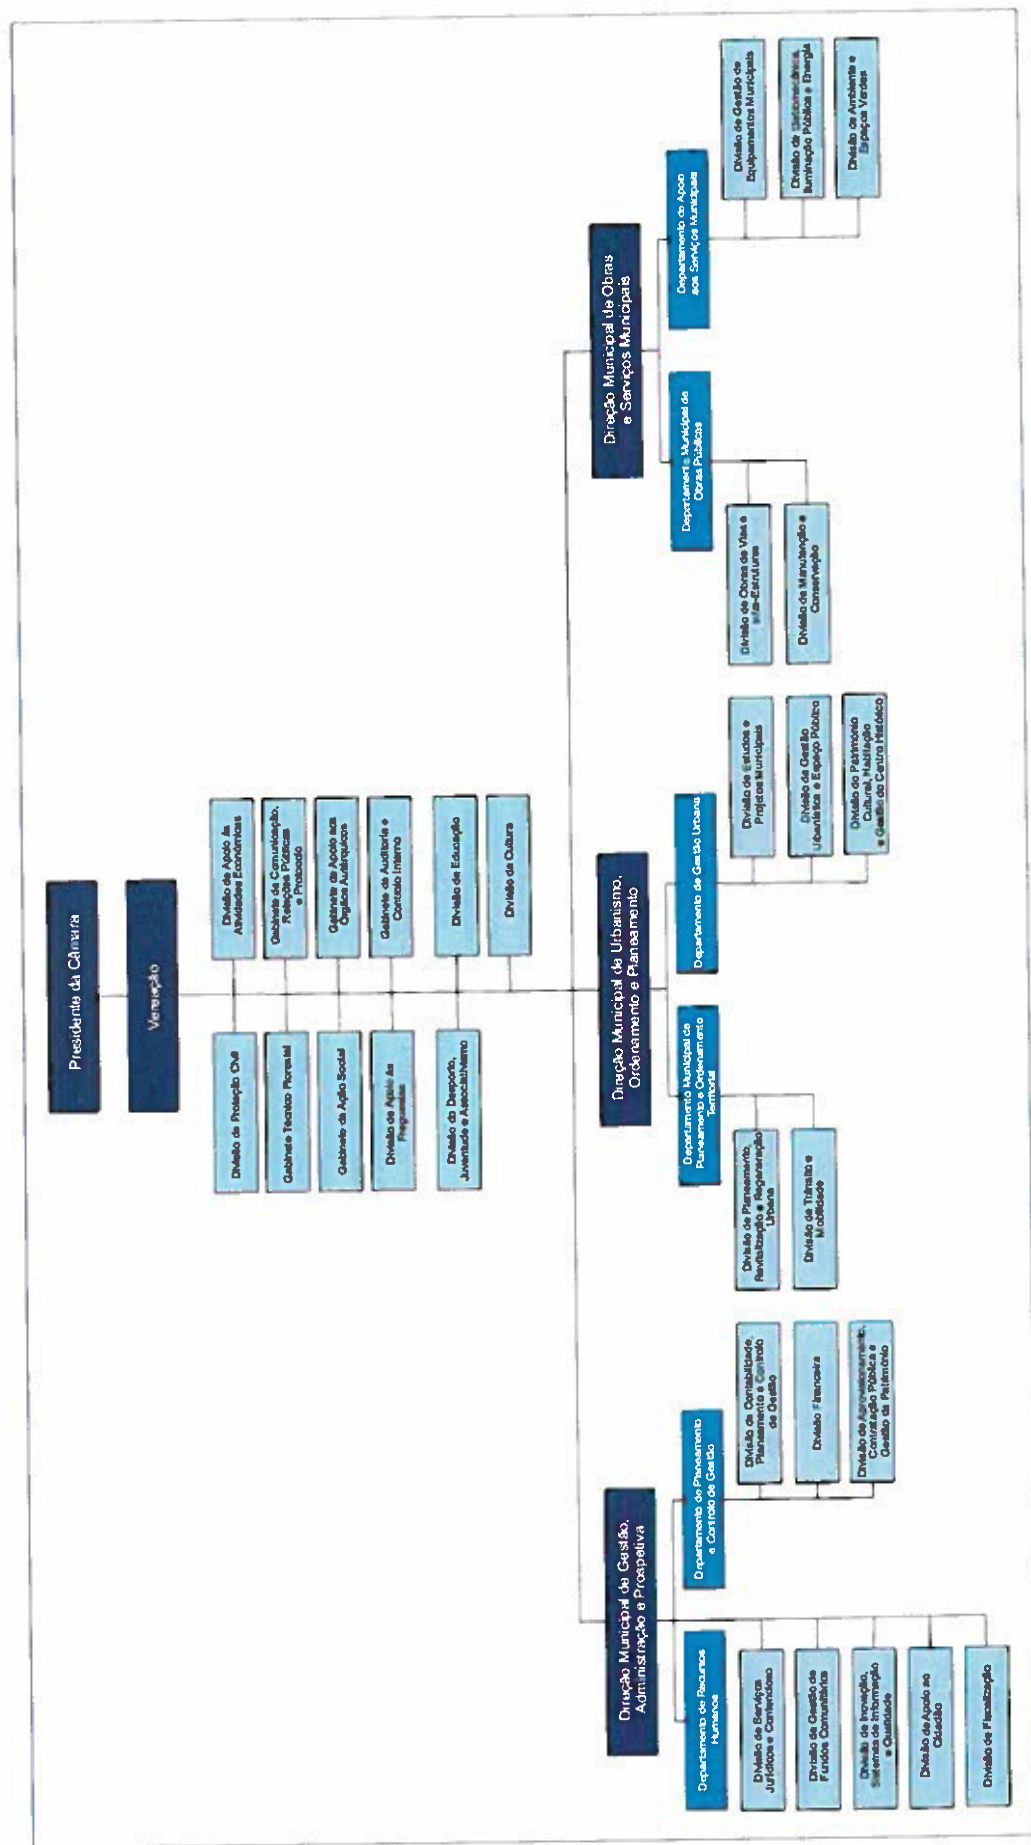 Presidente da Câmara
Vereação
Divisão de Proteção Civil
Divisão de Apoio às
Atividades Económicas
Gabinete Técnico Florestal
Gabinete de Comunicação,
Relações Públicas
e Protocolo
Gabinete de Ação Social
Gabinete de Apoio aos
Órgãos Autárquicos
Divisão de Apoio às
Freguesias
Gabinete de Auditoria e
Controlo Interno
Divisão do Desporto,
Juventude e Associativismo
Divisão de Educação
Divisão da Cultura
Direção Municipal de Gestão,
Administração e Prospetiva
Departamento de Recursos
Humanos
Divisão de Serviços
Jurídicos e Contencioso
Divisão de Gestão de
Fundos Comunitários
Divisão de Inovação,
Sistemas de Informação
e Qualidade
Divisão de Apoio ao
Cidadão
Divisão de Fiscalização
Departamento de Planeamento
e Controlo de Gestão
Divisão de Contabilidade,
Planeamento e Controlo
de Gestão
Divisão Financeira
Divisão de Aprovisionamento,
Contratação Pública e
Gestão de Património
Direção Municipal de Urbanismo,
Ordenamento e Planeamento
Departamento Municipal de
Planeamento e Ordenamento
Territorial
Divisão de Planeamento,
Revitalização e Regeneração
Urbana
Divisão de Trânsito e
Mobilidade
Departamento de Gestão Urbana
Divisão de Estudos e
Projetos Municipais
Divisão de Gestão
Urbanística e Espaço Público
Divisão do Património
Cultural, Habitação
e Gestão do Centro Histórico
Direção Municipal de Obras
e Serviços Municipais
Departamento Municipal de
Obras Públicas
Divisão de Obras de Vias e
Infra-Estruturas
Divisão de Manutenção e
Conservação
Departamento de Apoio
aos Serviços Municipais
Divisão de Gestão de
Equipamentos Municipais
Divisão de Eletromecânica,
Iluminação Pública e Energia
Divisão de Ambiente e
Espaços Verdes